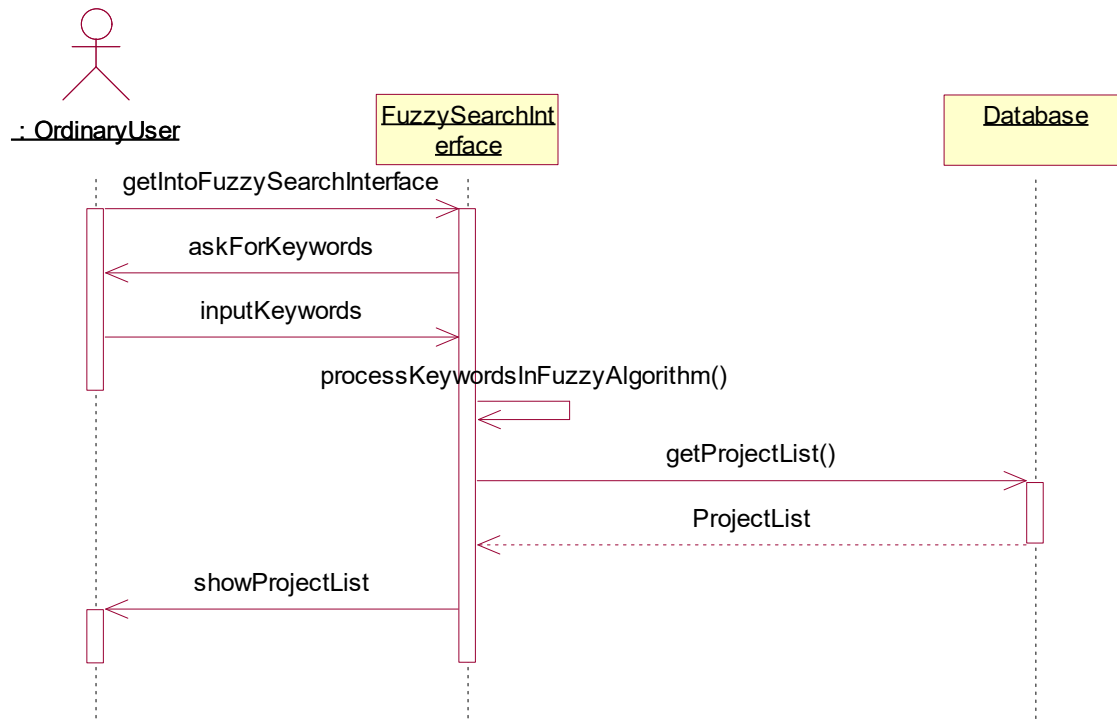 : OrdinaryUser
FuzzySearchInt
erface
Database
getIntoFuzzySearchInterface
askForKeywords
inputKeywords
processKeywordsInFuzzyAlgorithm()
getProjectList()
ProjectList
showProjectList